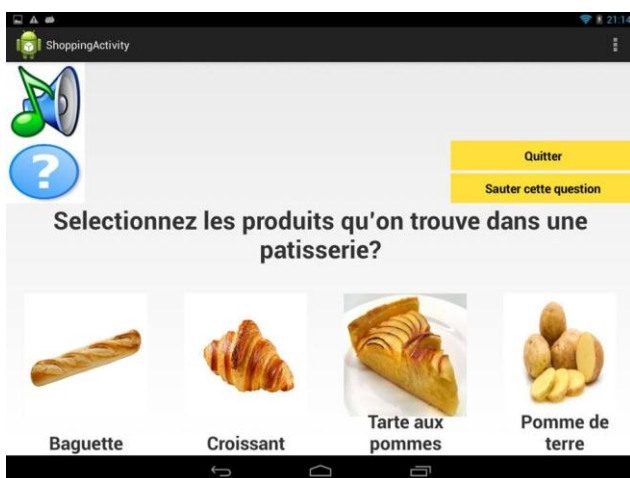 21:14
ShoppingActivity
?
Quitter
Sauter cette question
Selectionnez les produits qu'on trouve dans une
patisserie?
Baguette
Croissant
Tarte aux
pommes
Pomme de
terre